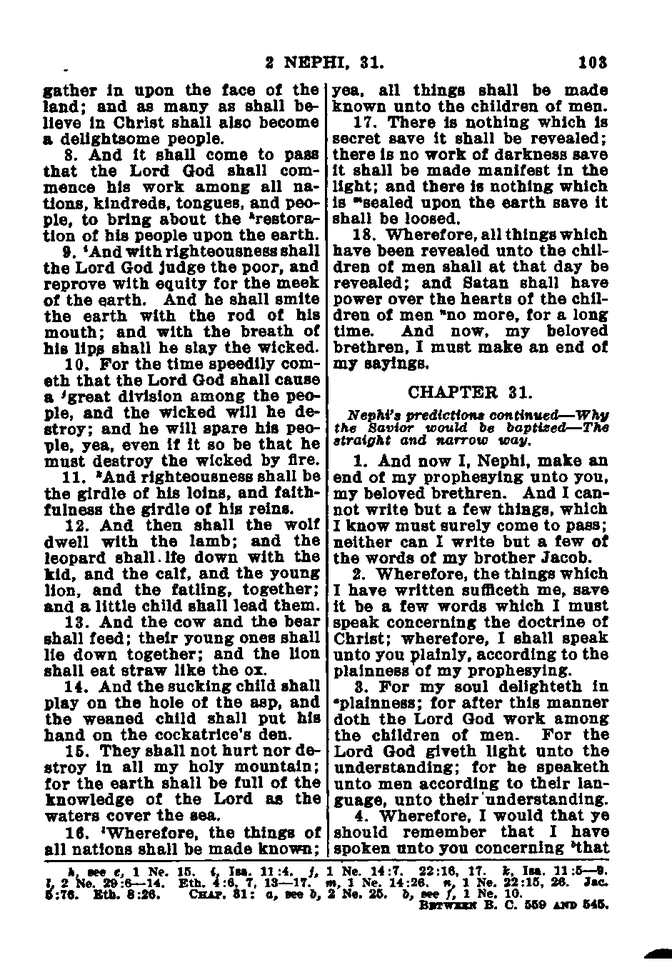 2 NEPHI, 31.
103
gather in upon the face of the
land; and as many as shall be-
lieve in Christ shall also become
a delightsome people.
8. And it shall come to pass
that the Lord God shall com-
mence his work among all na-
tions, kindreds, tongues, and peo-
ple, to bring about the hrestora-
tion of his people upon the earth.
9. iAnd with righteousness shall
the Lord God judge the poor, and
reprove with equity for the meek
of the earth. And he shall smite
the earth with the rod of his
mouth; and with the breath of
his lips shall he slay the wicked.
10. For the time speedily com-
eth that the Lord God shall cause
a jgreat division among the peo-
ple, and the wicked will he de-
stroy; and he will spare his peo-
ple, yea, even if it so be that he
must destroy the wicked by fire.
11. kAnd righteousness shall be
the girdle of his loins, and faith-
fulness the girdle of his reins.
12. And then shall the wolf
dwell with the lamb; and the
leopard shall lie down with the
kid, and the calf, and the young
lion, and the fatling, together;
and a little child shall lead them.
13. And the cow and the bear
shall feed; their young ones shall
lie down together; and the lion
shall eat straw like the ox.
14. And the sucking child shall
play on the hole of the asp, and
the weaned child shall put his
hand on the cockatrice's den.
15. They shall not hurt nor de-
stroy in all my holy mountain;
for the earth shall be full of the
knowledge of the Lord as the
waters cover the sea.
16. lWherefore, the things of
all nations shall be made known;
yea, all things shall be made
known unto the children of men.
17. There is nothing which is
secret save it shall be revealed;
there is no work of darkness save
it shall be made manifest in the
light; and there is nothing which
is msealed upon the earth save it
shall be loosed.
18. Wherefore, all things which
have been revealed unto the chil-
dren of men shall at that day be
revealed; and Satan shall have
power over the hearts of the chil-
dren of men nno more, for a long
time. And now, my beloved
brethren, I must make an end of
my sayings.
CHAPTER 31.
Nephi's predictions continued—Why
the Savior would be baptized—The
straight and narrow way.
1. And now I, Nephi, make an
end of my prophesying unto you,
my beloved brethren. And I can-
not write but a few things, which
I know must surely come to pass;
neither can I write but a few of
the words of my brother Jacob.
2. Wherefore, the things which
I have written sufficeth me, save
it be a few words which I must
speak concerning the doctrine of
Christ; wherefore, I shall speak
unto you plainly, according to the
plainness of my prophesying.
3. For my soul delighteth in
aplainness; for after this manner
doth the Lord God work among
the children of men. For the
Lord God giveth light unto the
understanding; for he speaketh
unto men according to their lan-
guage, unto their understanding.
4. Wherefore, I would that ye
should remember that I have
spoken unto you concerning bthat
h, see e, 1 Ne. 15. i, Isa. 11:4. j, 1 Ne. 14:7. 22:16, 17. k, Isa. 11:5—9.
l, 2 Ne. 29:6—14. Eth. 4:6, 7, 13—17. m, 1 Ne. 14:26. n, 1 Ne. 22:15, 26. Jac.
5:76. Eth. 8:26. CHAP. 31: a, see b, 2 Ne. 25. b, see f, 1 Ne. 10.
BETWEEN B. C. 559 AND 545.